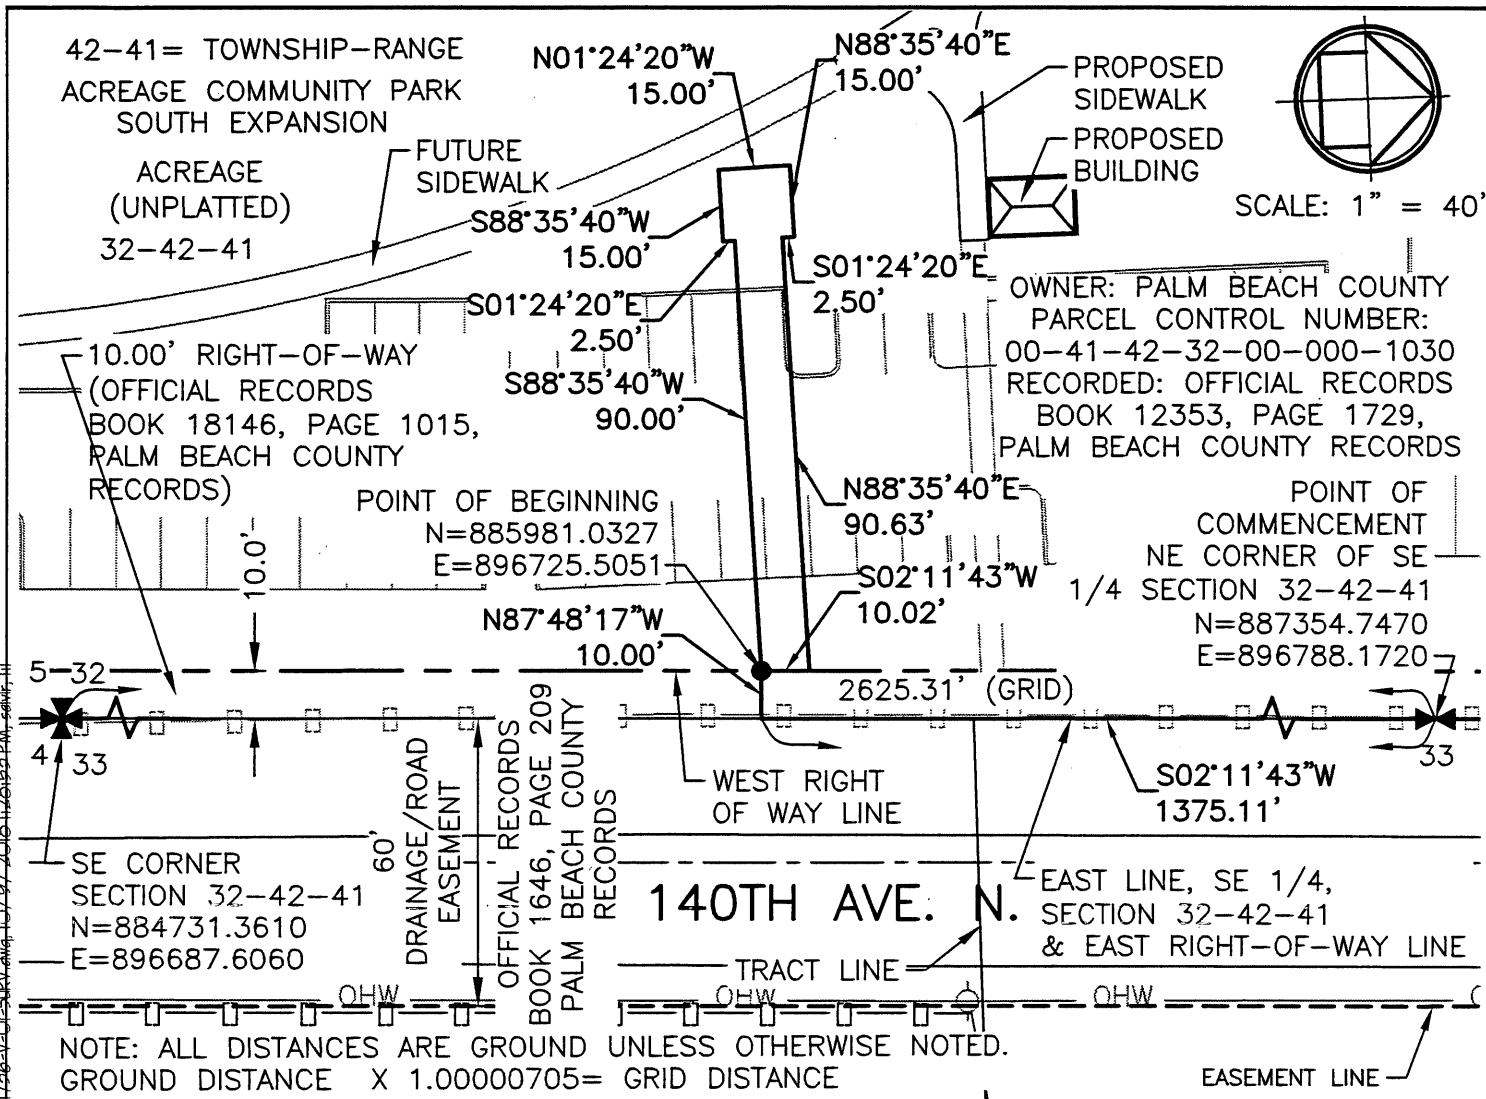 42-41= TOWNSHIP-RANGE
ACREAGE COMMUNITY PARK
SOUTH EXPANSION
ACREAGE
(UNPLATTED)
32-42-41
FUTURE
SIDEWALK
N01°24'20"W
15.00'
N88°35'40"E
15.00'
PROPOSED
SIDEWALK
PROPOSED
BUILDING
SCALE: 1" = 40'
S88°35'40"W
15.00'
S01°24'20"E
2.50'
S01°24'20"E
2.50'
OWNER: PALM BEACH COUNTY
PARCEL CONTROL NUMBER:
00-41-42-32-00-000-1030
RECORDED: OFFICIAL RECORDS
BOOK 12353, PAGE 1729,
PALM BEACH COUNTY RECORDS
10.00' RIGHT-OF-WAY
(OFFICIAL RECORDS
BOOK 18146, PAGE 1015,
PALM BEACH COUNTY
RECORDS)
S88°35'40"W
90.00'
N88°35'40"E
90.63'
POINT OF BEGINNING
N=885981.0327
E=896725.5051
POINT OF
COMMENCEMENT
NE CORNER OF SE
1/4 SECTION 32-42-41
N=887354.7470
E=896788.1720
10.0'
S02°11'43"W
10.02'
N87°48'17"W
10.00'
5 32
4 33
2625.31' (GRID)
33
S02°11'43"W
1375.11'
WEST RIGHT
OF WAY LINE
60'
DRAINAGE/ROAD
EASEMENT
OFFICIAL RECORDS
BOOK 1646, PAGE 209
PALM BEACH COUNTY
RECORDS
SE CORNER
SECTION 32-42-41
N=884731.3610
E=896687.6060
140TH AVE. N.
EAST LINE, SE 1/4,
SECTION 32-42-41
& EAST RIGHT-OF-WAY LINE
TRACT LINE
OHW
OHW
OHW
NOTE: ALL DISTANCES ARE GROUND UNLESS OTHERWISE NOTED.
GROUND DISTANCE X 1.00000705= GRID DISTANCE
EASEMENT LINE